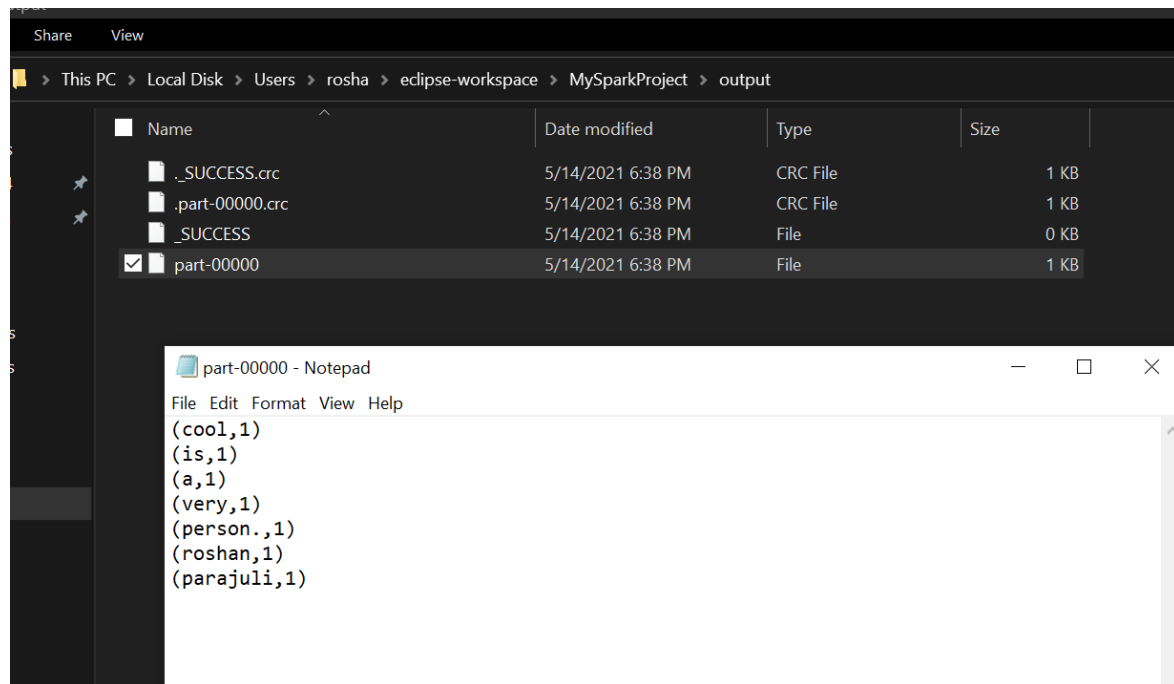 Share View
This PC > Local Disk > Users > rosha > eclipse-workspace > MySparkProject > output
Name Date modified Type Size
._SUCCESS.crc 5/14/2021 6:38 PM CRC File 1 KB
.part-00000.crc 5/14/2021 6:38 PM CRC File 1 KB
_SUCCESS 5/14/2021 6:38 PM File 0 KB
part-00000 5/14/2021 6:38 PM File 1 KB
part-00000 - Notepad
File Edit Format View Help
(cool,1)
(is,1)
(a,1)
(very,1)
(person.,1)
(roshan,1)
(parajuli,1)